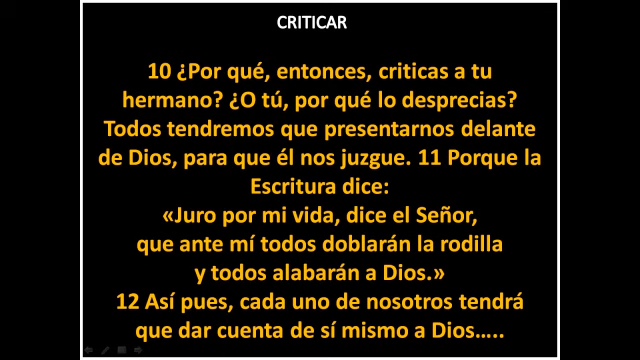 CRITICAR
10 ¿Por qué, entonces, criticas a tu
hermano? ¿O tú, por qué lo desprecias?
Todos tendremos que presentarnos delante
de Dios, para que él nos juzgue. 11 Porque la
Escritura dice:
«Juro por mi vida, dice el Señor,
que ante mí todos doblarán la rodilla
y todos alabarán a Dios.»
12 Así pues, cada uno de nosotros tendrá
que dar cuenta de sí mismo a Dios…..